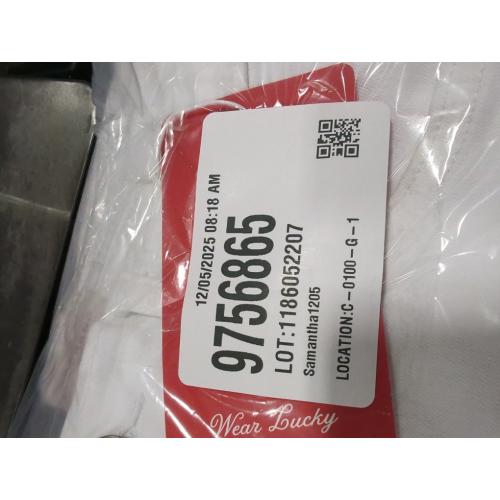 12/05/2025 08:18 AM
9756865
LOT:1186052207
Samantha1205
LOCATION:C-0100-G-1
Wear Lucky